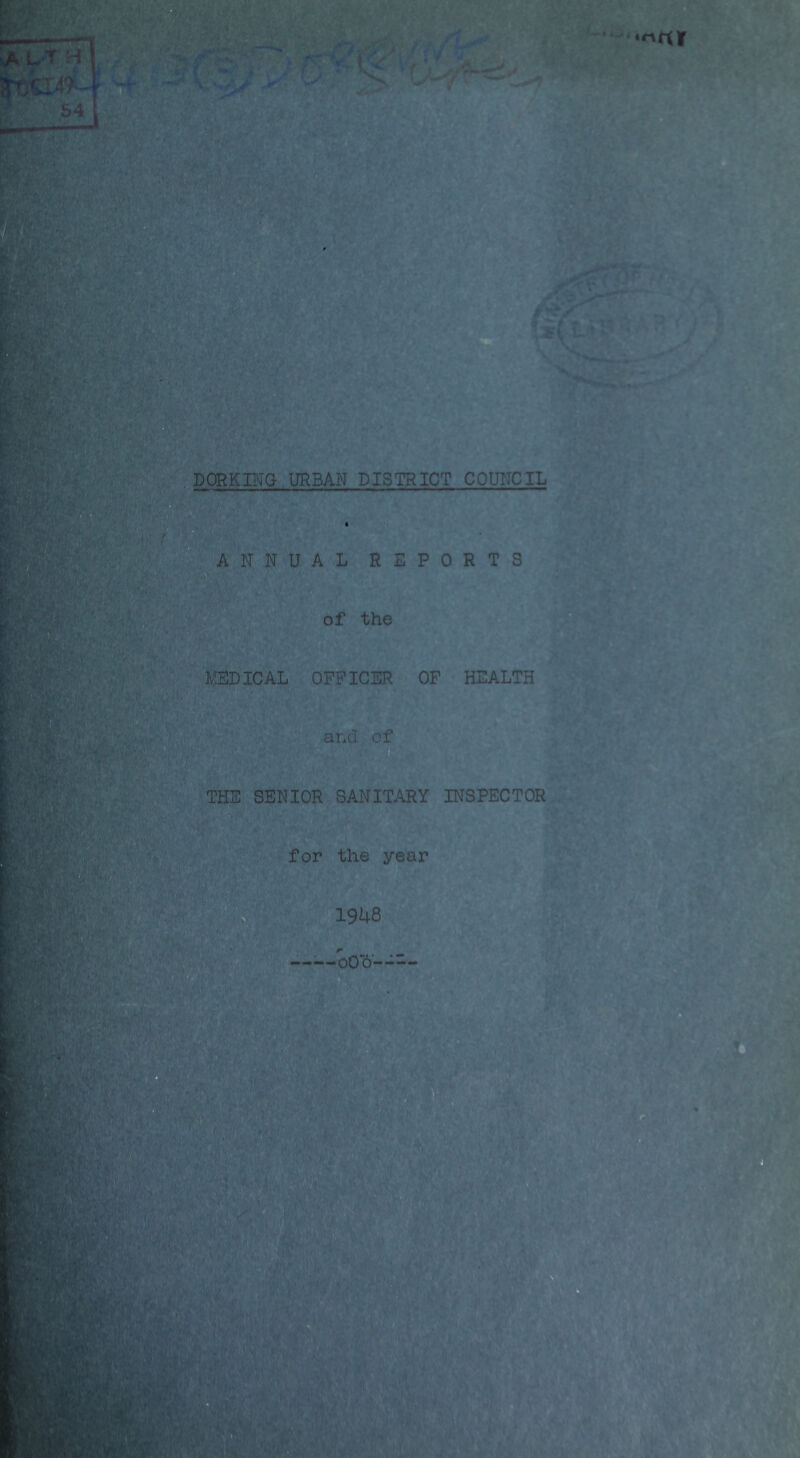 54
DORKING URBAN DISTRICT COUNCIL
ANNUAL REPORTS
of the
MEDICAL OFFICER OF HEALTH
and of
THE SENIOR SANITARY INSPECTOR
for the year
1948
----oOo----